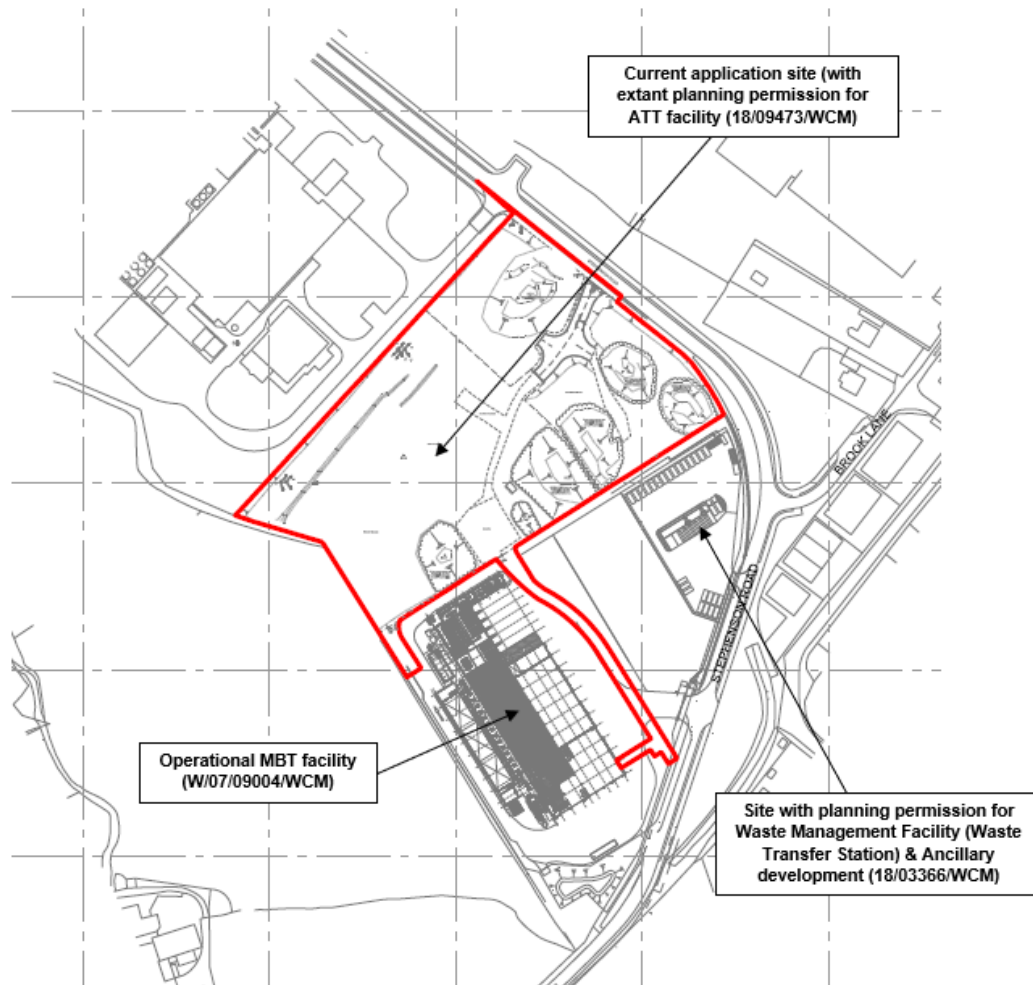 Current application site (with
extant planning permission for
ATT facility (18/09473/WCM)
BROOK LANE
STEPHENSON ROAD
Operational MBT facility
(W/07/09004/WCM)
Site with planning permission for
Waste Management Facility (Waste
Transfer Station) & Ancillary
development (18/03366/WCM)